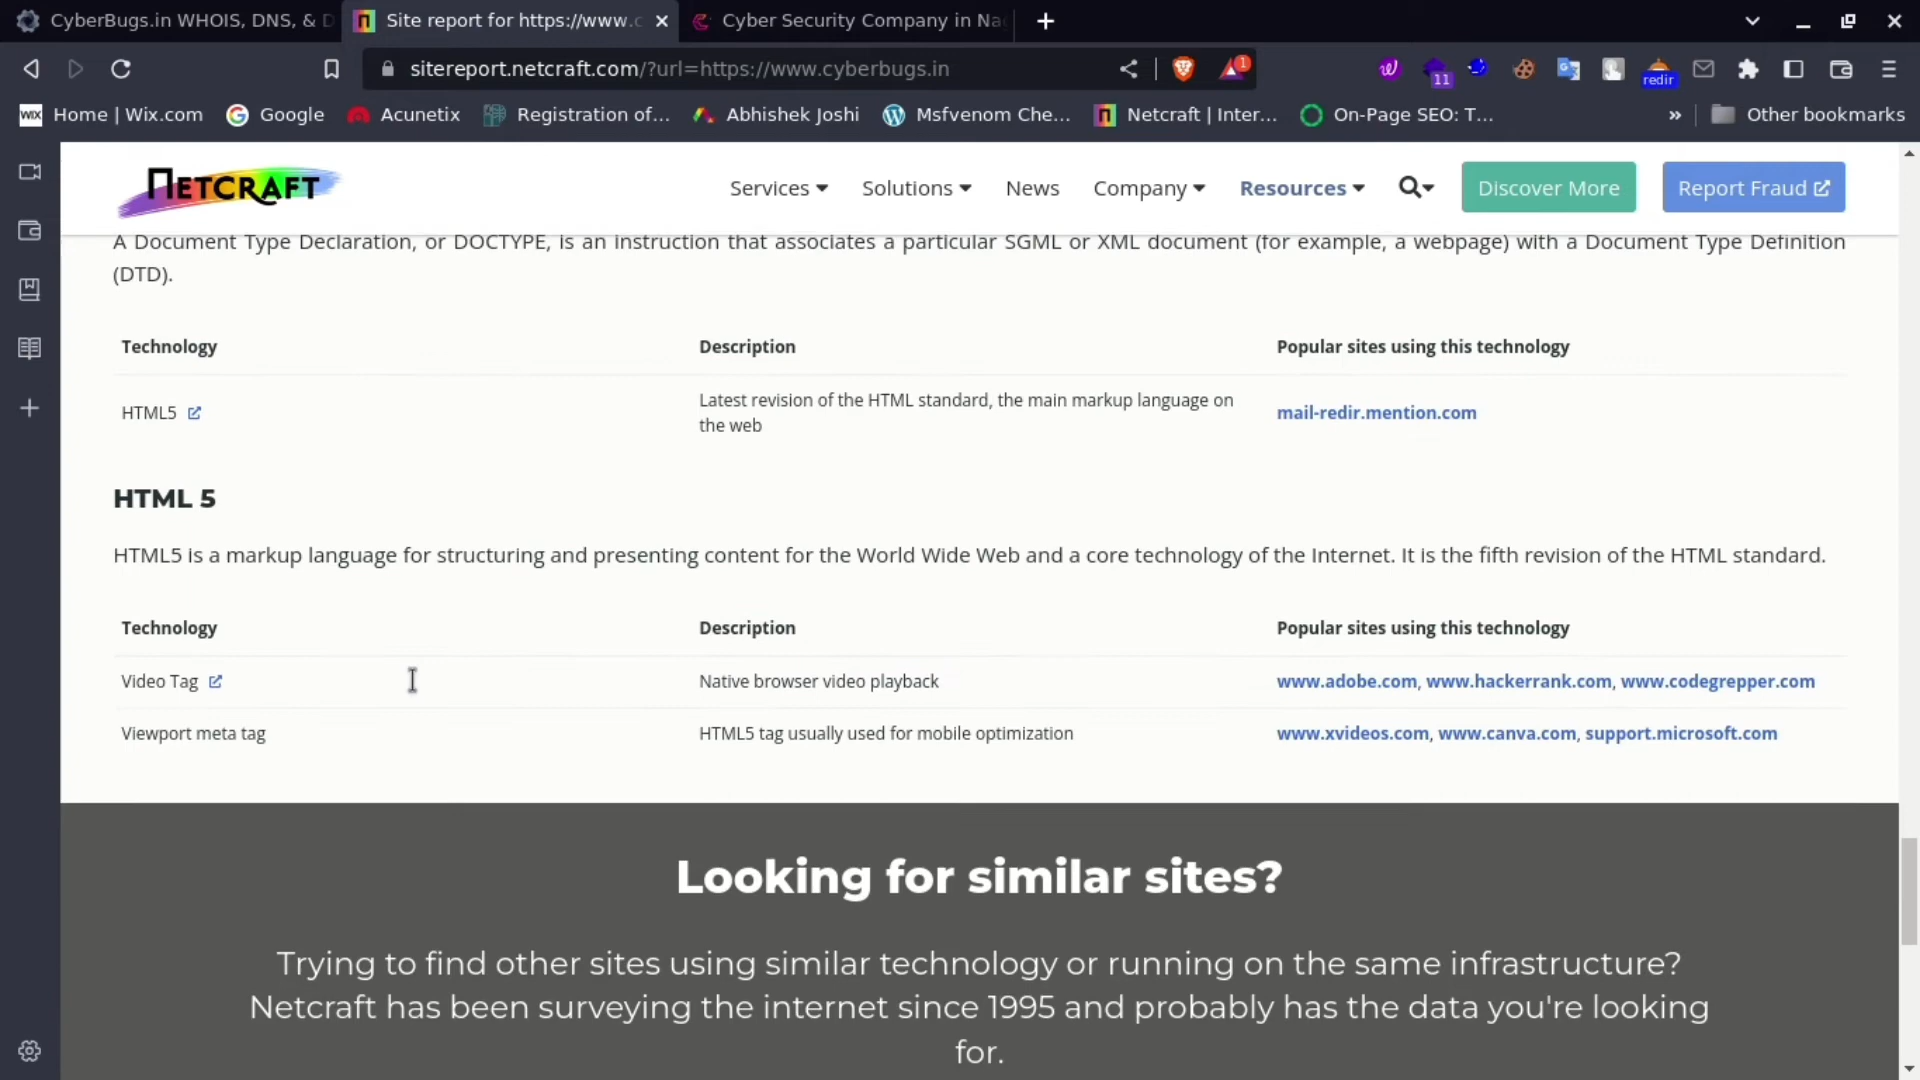 CyberBugs.in WHOIS, DNS, & D
Site report for https://www.c
Cyber Security Company in Na
sitereport.netcraft.com/?url=https://www.cyberbugs.in
1
11
redir
WIX Home | Wix.com
Google
Acunetix
Registration of...
Abhishek Joshi
Msfvenom Che...
Netcraft | Inter...
On-Page SEO: T...
»
Other bookmarks
NETCRAFT
Services
Solutions
News
Company
Resources
Discover More
Report Fraud
A Document Type Declaration, or DOCTYPE, is an instruction that associates a particular SGML or XML document (for example, a webpage) with a Document Type Definition
(DTD).
Technology Description Popular sites using this technology
HTML5 Latest revision of the HTML standard, the main markup language on mail-redir.mention.com
the web
HTML 5
HTML5 is a markup language for structuring and presenting content for the World Wide Web and a core technology of the Internet. It is the fifth revision of the HTML standard.
Technology Description Popular sites using this technology
Video Tag Native browser video playback www.adobe.com, www.hackerrank.com, www.codegrepper.com
Viewport meta tag HTML5 tag usually used for mobile optimization www.xvideos.com, www.canva.com, support.microsoft.com
Looking for similar sites?
Trying to find other sites using similar technology or running on the same infrastructure?
Netcraft has been surveying the internet since 1995 and probably has the data you're looking
for.